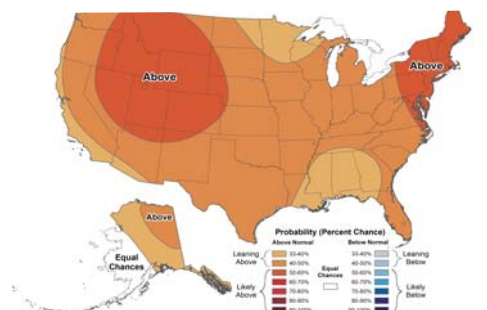 Above
Above
Above
Equal
Chances
Probability (Percent Chance)
Above Normal Below Normal
Leaning
Above
33-40%
40-50%
50-60%
60-70%
70-80%
80-90%
Likely
Above
Equal
Chances
33-40%
40-50%
50-60%
60-70%
70-80%
80-90%
Leaning
Below
Likely
Below